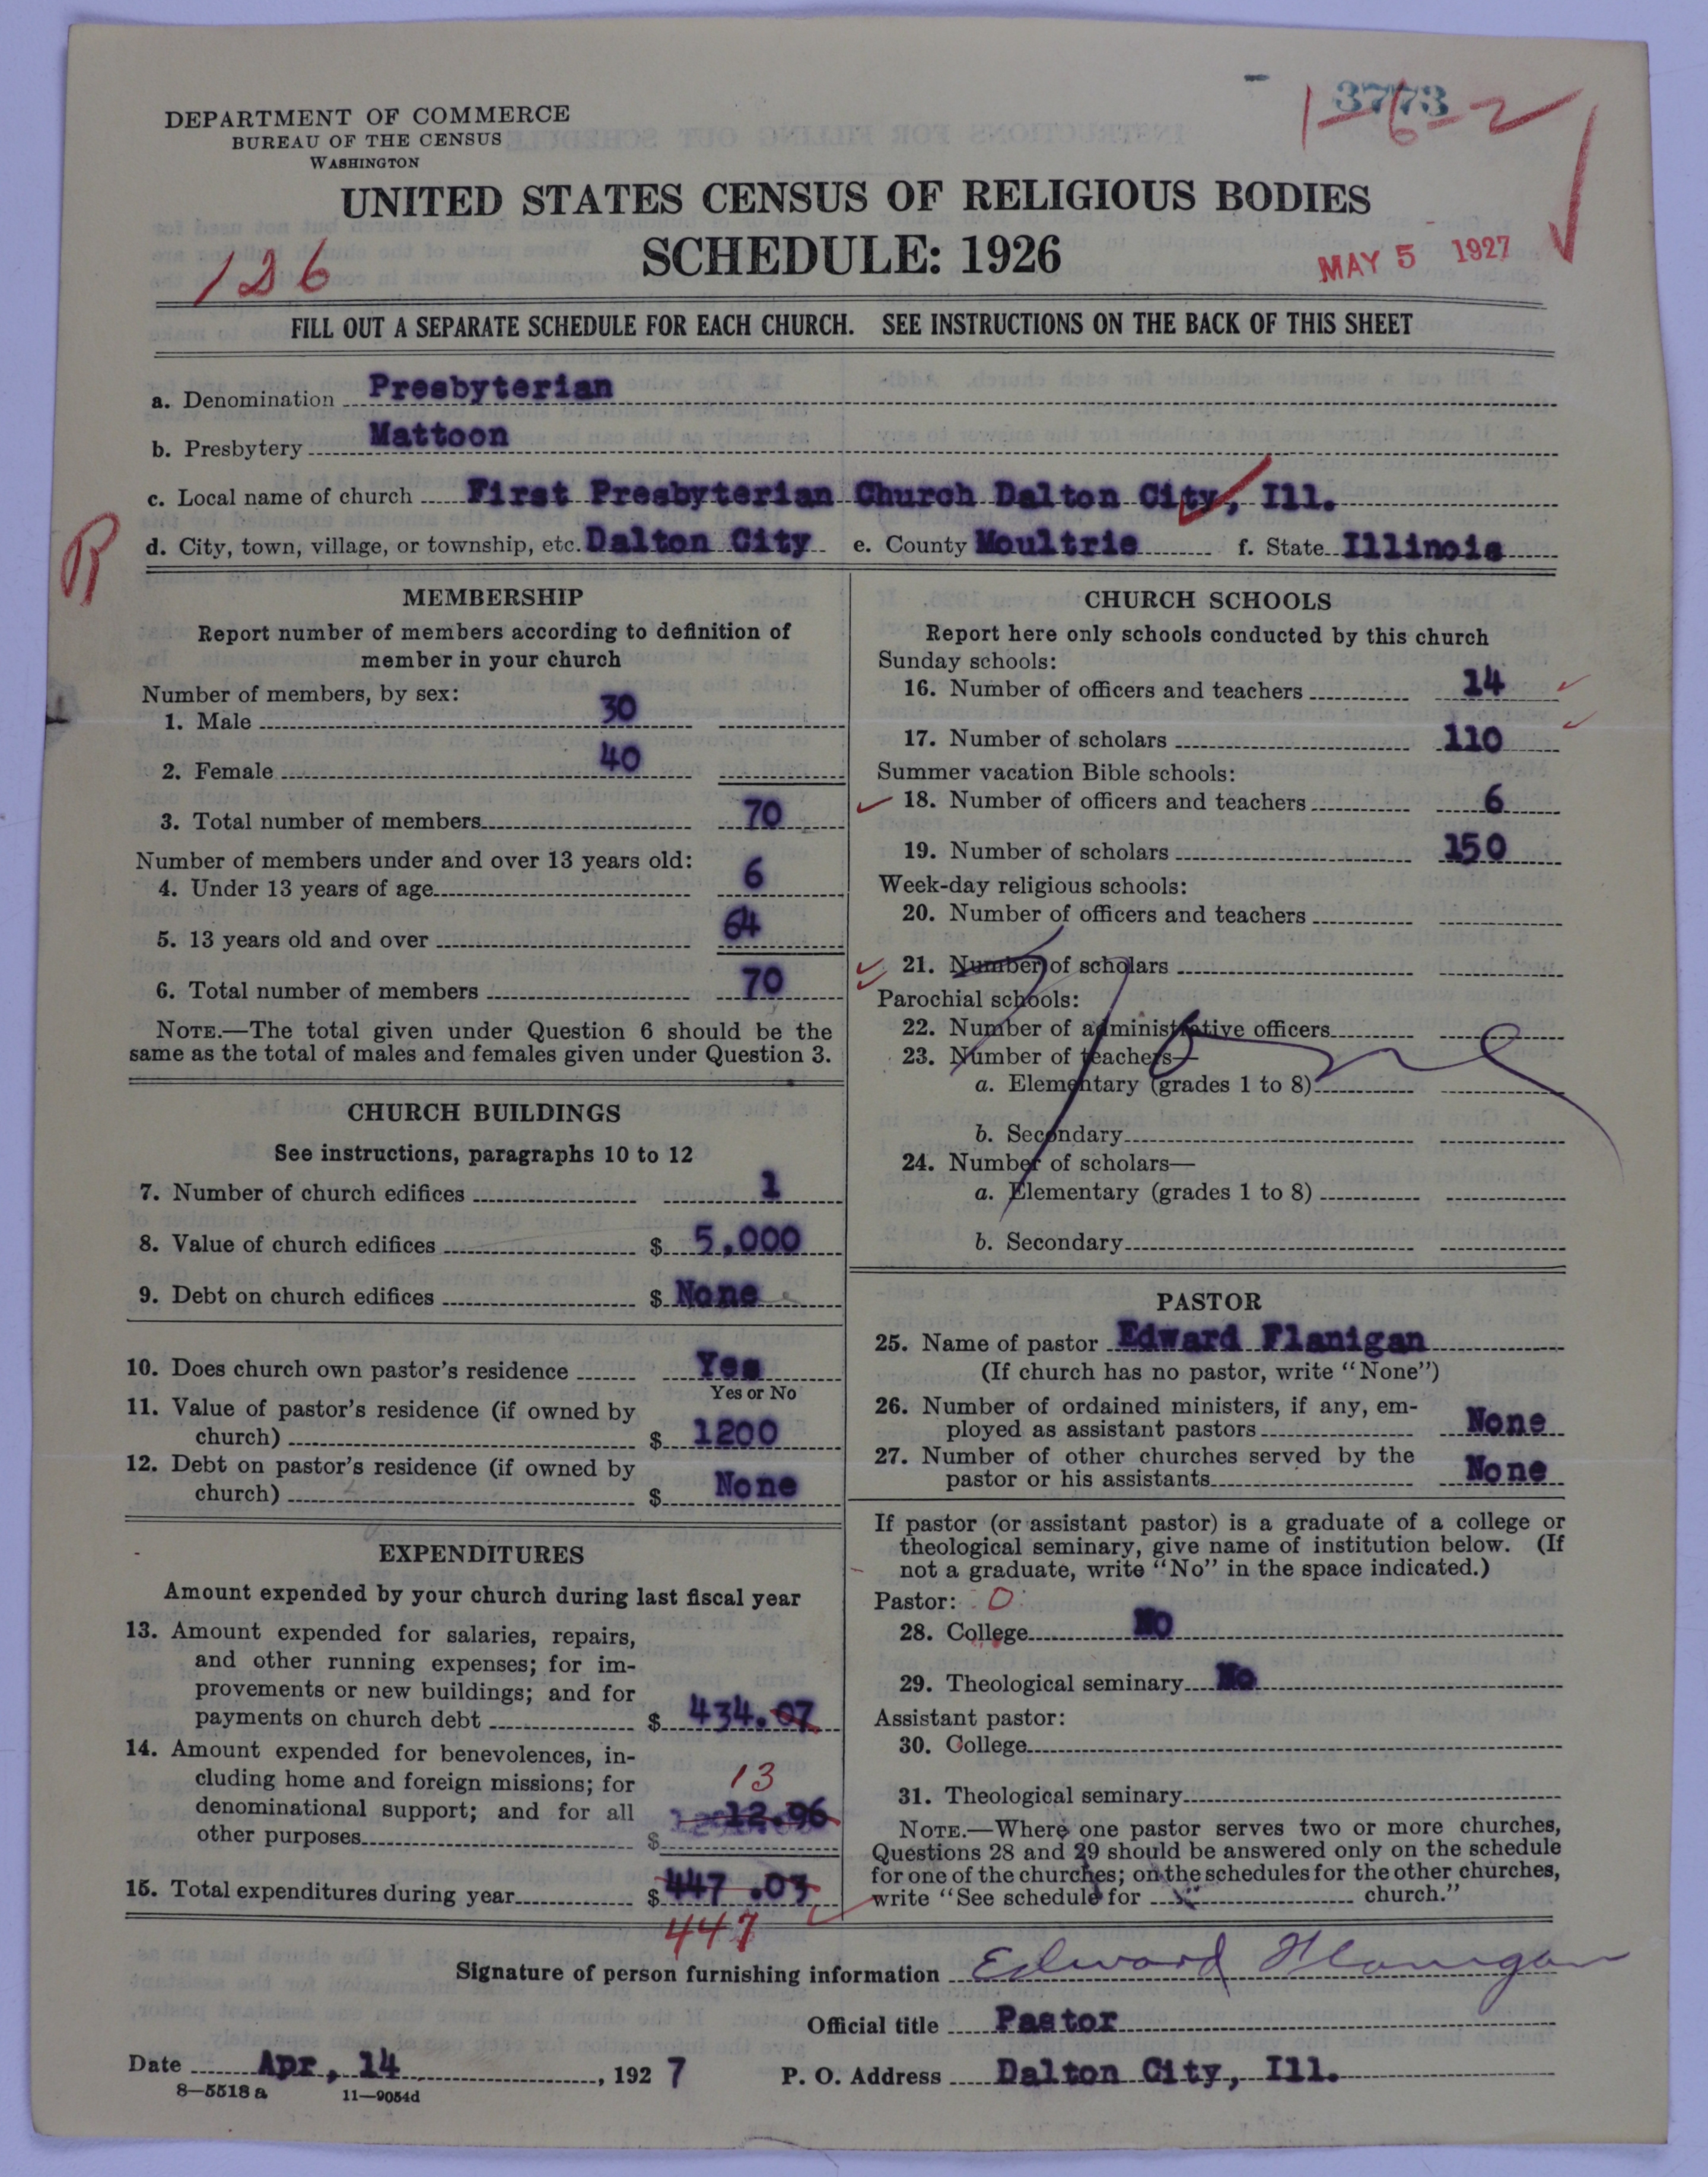 3773
1-6-2
DEPARTMENT OF COMMERCE
BUREAU OF THE CENSUS
WASHINGTON
UNITED STATES CENSUS OF RELIGIOUS BODIES
SCHEDULE: 1926
126
MAY 5 1927
FILL OUT A SEPARATE SCHEDULE FOR EACH CHURCH. SEE INSTRUCTIONS ON THE BACK OF THIS SHEET
a. Denomination Presbyterian
b. Presbytery Mattoon
c. Local name of church First Presbyterian Church Dalton City, Ill.
R
d. City, town, village, or township, etc. Dalton City e. County Moultrie f. State Illinois
MEMBERSHIP
Report number of members according to definition of
member in your church
Number of members, by sex:
1. Male 30
2. Female 40
3. Total number of members 70
Number of members under and over 13 years old:
4. Under 13 years of age 6
5. 13 years old and over 64
6. Total number of members 70
NOTE.—The total given under Question 6 should be the
same as the total of males and females given under Question 3.
CHURCH BUILDINGS
See instructions, paragraphs 10 to 12
7. Number of church edifices 1
8. Value of church edifices $ 5,000
9. Debt on church edifices $ None
10. Does church own pastor's residence Yes
Yes or No
11. Value of pastor's residence (if owned by
church) $ 1200
12. Debt on pastor's residence (if owned by
church) $ None
EXPENDITURES
Amount expended by your church during last fiscal year
13. Amount expended for salaries, repairs,
and other running expenses; for im-
provements or new buildings; and for
payments on church debt $ 434.07
14. Amount expended for benevolences, in-
cluding home and foreign missions; for
13
denominational support; and for all 12.96
other purposes $
15. Total expenditures during year $ 447.03
447
CHURCH SCHOOLS
Report here only schools conducted by this church
Sunday schools:
16. Number of officers and teachers 14
17. Number of scholars 110
Summer vacation Bible schools:
18. Number of officers and teachers 6
19. Number of scholars 150
Week-day religious schools:
20. Number of officers and teachers
21. Number of scholars
Parochial schools:
22. Number of administrative officers
23. Number of teachers—
a. Elementary (grades 1 to 8)
b. Secondary
24. Number of scholars—
a. Elementary (grades 1 to 8)
b. Secondary
None
PASTOR
25. Name of pastor Edward Flanigan
(If church has no pastor, write "None")
26. Number of ordained ministers, if any, em-
ployed as assistant pastors None
27. Number of other churches served by the
pastor or his assistants None
If pastor (or assistant pastor) is a graduate of a college or
theological seminary, give name of institution below. (If
not a graduate, write "No" in the space indicated.)
Pastor: 0
28. College No
29. Theological seminary No
Assistant pastor:
30. College
31. Theological seminary
NOTE.—Where one pastor serves two or more churches,
Questions 28 and 29 should be answered only on the schedule
for one of the churches; on the schedules for the other churches,
write "See schedule for church."
Signature of person furnishing information Edward Flanigan
Official title Pastor
Date Apr, 14, 1927 P. O. Address Dalton City, Ill.
8—5518 a 11—9054d